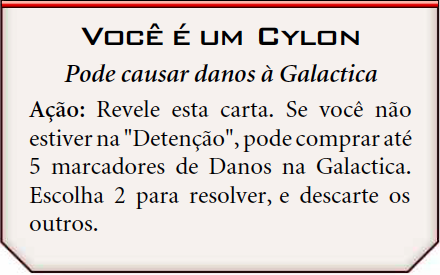 Você é um Cylon
Pode causar danos à Galactica
Ação: Revele esta carta. Se você não
estiver na "Detenção", pode comprar até
5 marcadores de Danos na Galactica.
Escolha 2 para resolver, e descarte os
outros.